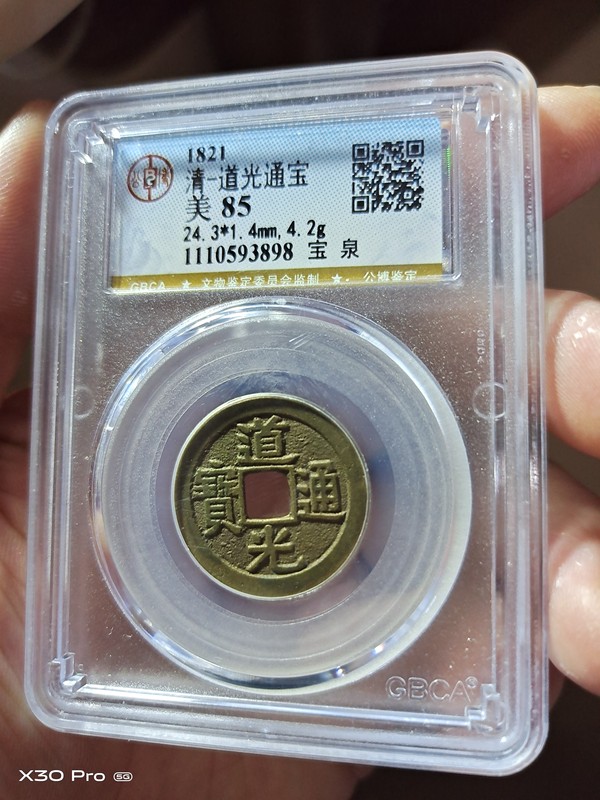 1821
清-道光通宝
美 85
24.3*1.4mm, 4.2g
1110593898 宝 泉
GBCA ★ 文物鉴定委员会监制 ★ 公博鉴定
道光通寶
GBCA
X30 Pro 5G